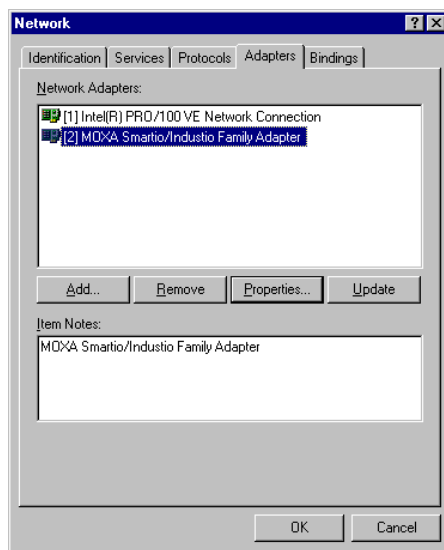 Network
Identification Services Protocols Adapters Bindings
Network Adapters:
[1] Intel(R) PRO/100 VE Network Connection
[2] MOXA Smartio/Industio Family Adapter
Add... Remove Properties... Update
Item Notes:
MOXA Smartio/Industio Family Adapter
OK Cancel